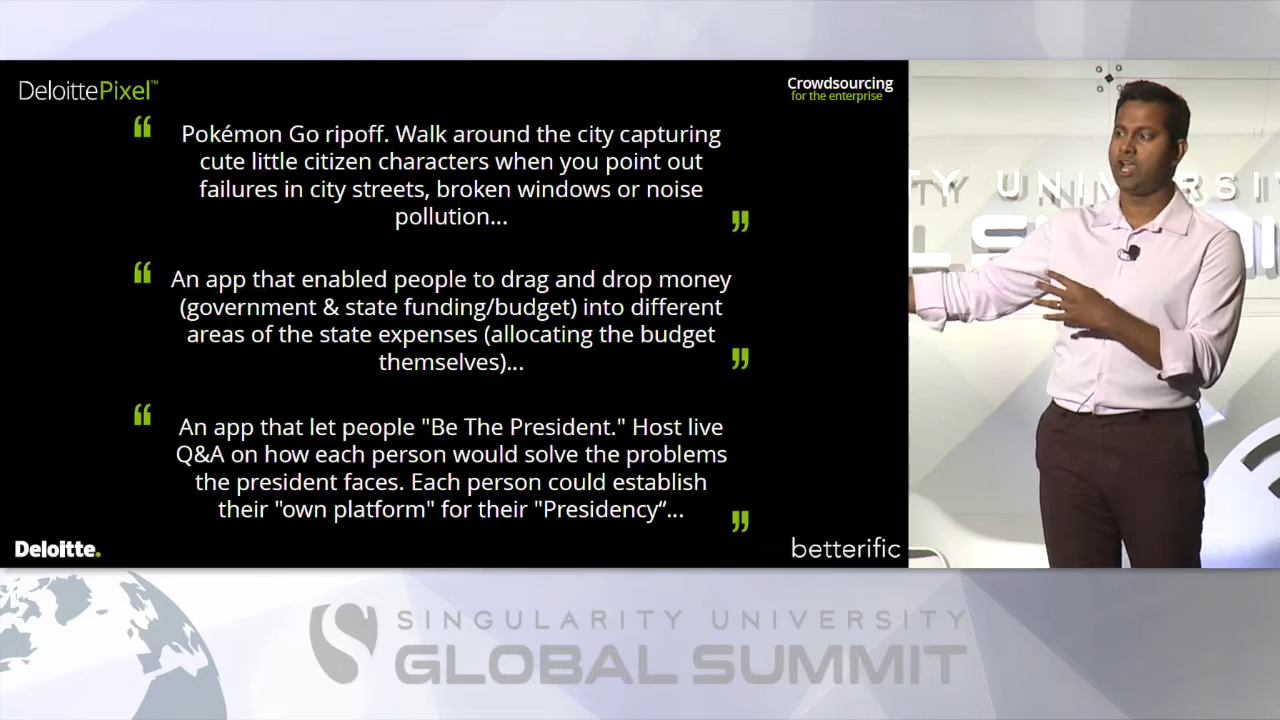 DeloittePixel™
Crowdsourcing
for the enterprise
“ Pokémon Go ripoff. Walk around the city capturing
cute little citizen characters when you point out
failures in city streets, broken windows or noise
pollution... ”
“ An app that enabled people to drag and drop money
(government & state funding/budget) into different
areas of the state expenses (allocating the budget
themselves)... ”
“ An app that let people "Be The President." Host live
Q&A on how each person would solve the problems
the president faces. Each person could establish
their "own platform" for their "Presidency“... ”
Deloitte.
betterific
SINGULARITY UNIVERSITY
GLOBAL SUMMIT